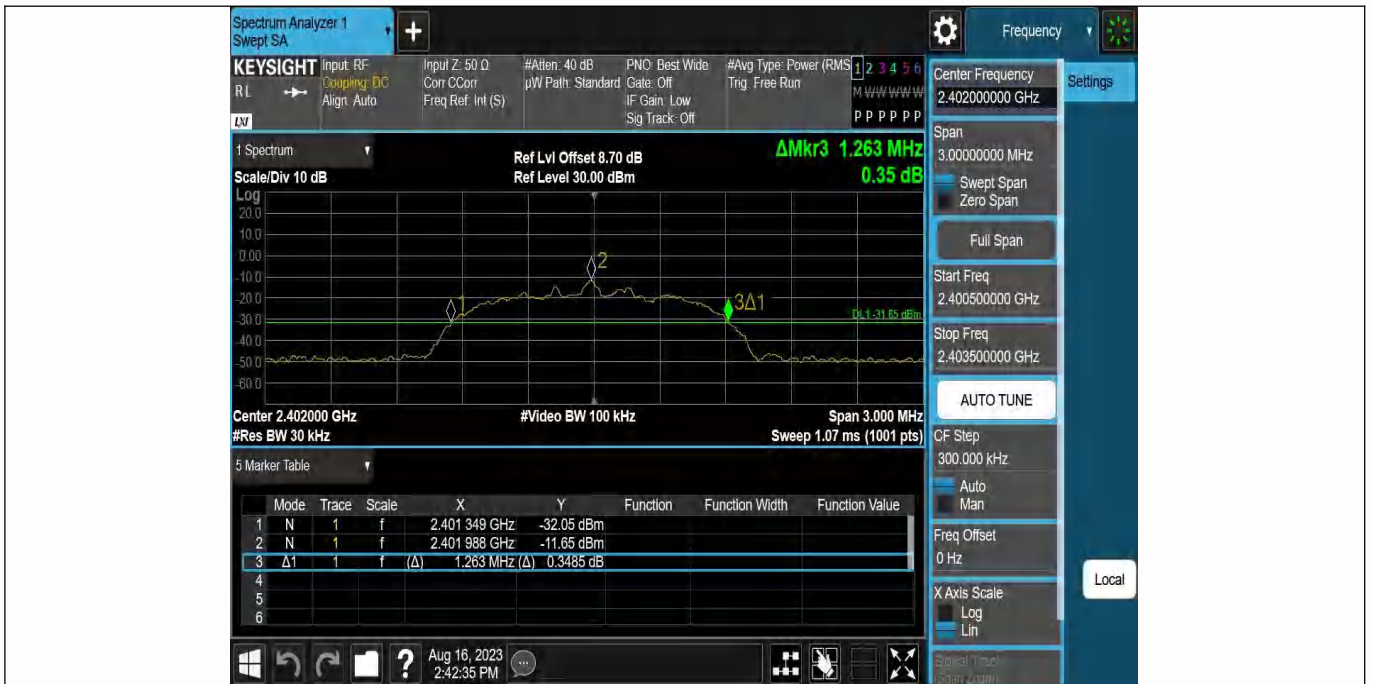 Spectrum Analyzer 1
Swept SA
+
Frequency
KEYSIGHT
RL
LXI
Input: RF
Coupling: DC
Align: Auto
Input Z: 50 Ω
Corr CCorr
Freq Ref: Int (S)
#Atten: 40 dB
µW Path: Standard
PNO: Best Wide
Gate: Off
IF Gain: Low
Sig Track: Off
#Avg Type: Power (RMS
Trig: Free Run
1 2 3 4 5 6
M W W W W W
P P P P P P
1 Spectrum
Scale/Div 10 dB
Ref Lvl Offset 8.70 dB
Ref Level 30.00 dBm
ΔMkr3 1.263 MHz
0.35 dB
Log
20.0
10.0
0.00
-10.0
-20.0
-30.0
-40.0
-50.0
-60.0
1
2
3Δ1
DL1 -31.65 dBm
Center 2.402000 GHz
#Video BW 100 kHz
Span 3.000 MHz
#Res BW 30 kHz
Sweep 1.07 ms (1001 pts)
5 Marker Table
Mode Trace Scale X Y Function Function Width Function Value
1 N 1 f 2.401 349 GHz -32.05 dBm
2 N 1 f 2.401 988 GHz -11.65 dBm
3 Δ1 1 f (Δ) 1.263 MHz (Δ) 0.3485 dB
4
5
6
?
Aug 16, 2023
2:42:35 PM
Center Frequency
2.402000000 GHz
Settings
Span
3.00000000 MHz
Swept Span
Zero Span
Full Span
Start Freq
2.400500000 GHz
Stop Freq
2.403500000 GHz
AUTO TUNE
CF Step
300.000 kHz
Auto
Man
Freq Offset
0 Hz
X Axis Scale
Log
Lin
Local
Signal Track
(Span Zoom)